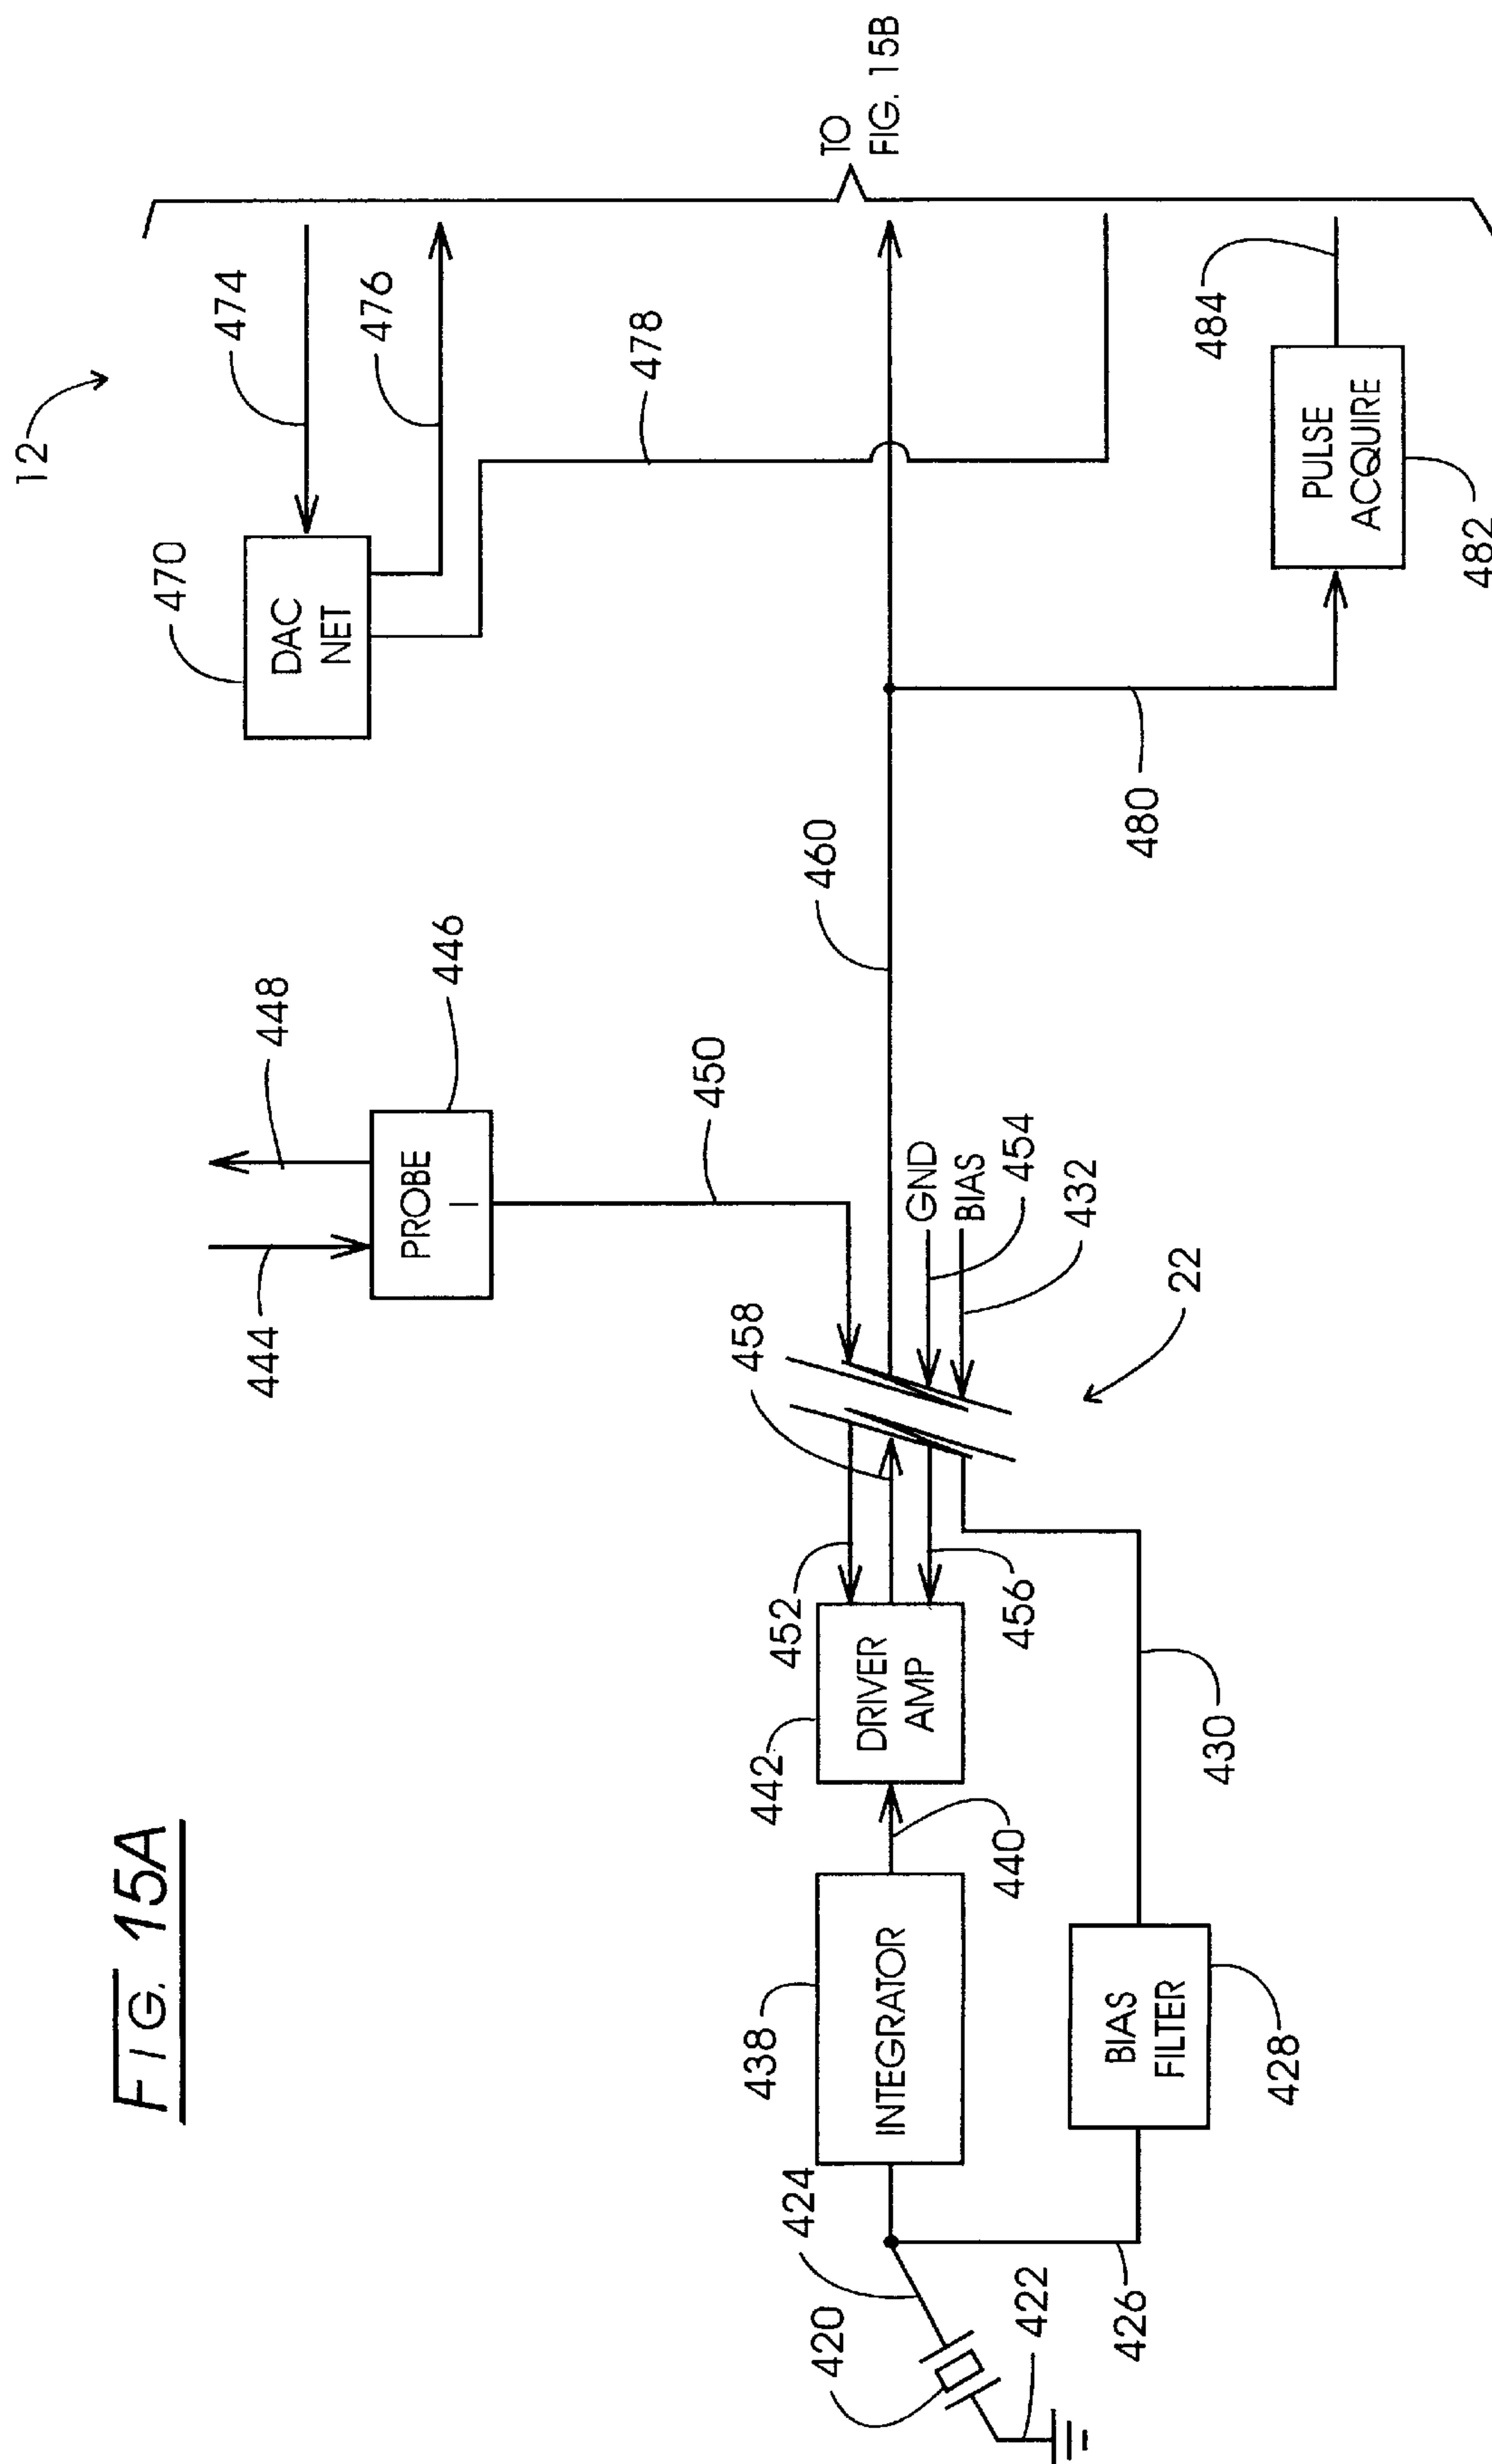 FIG. 15A
12
470
DAC
NET
474
476
478
TO
FIG. 15B
444
448
PROBE
I
446
450
460
480
PULSE
ACQUIRE
484
482
458
GND
BIAS
454
432
22
452
456
442
DRIVER
AMP
440
438
INTEGRATOR
430
BIAS
FILTER
428
424
420
422
426